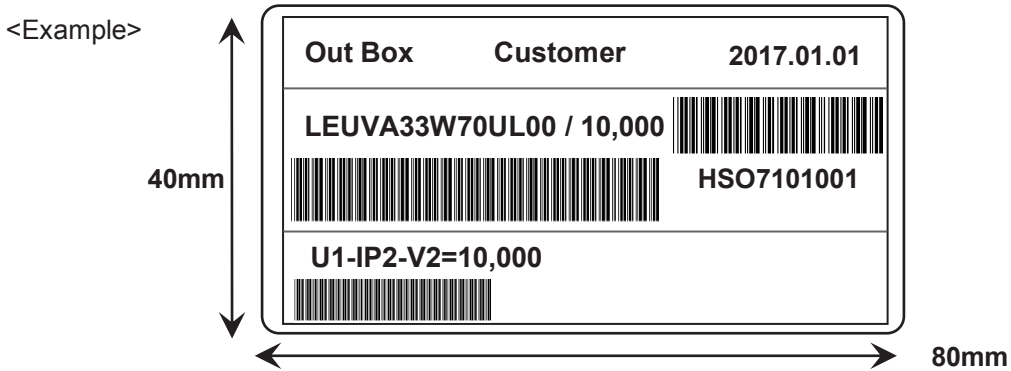 <Example>
Out Box Customer 2017.01.01
LEUVA33W70UL00 / 10,000
40mm
HSO7101001
U1-IP2-V2=10,000
80mm